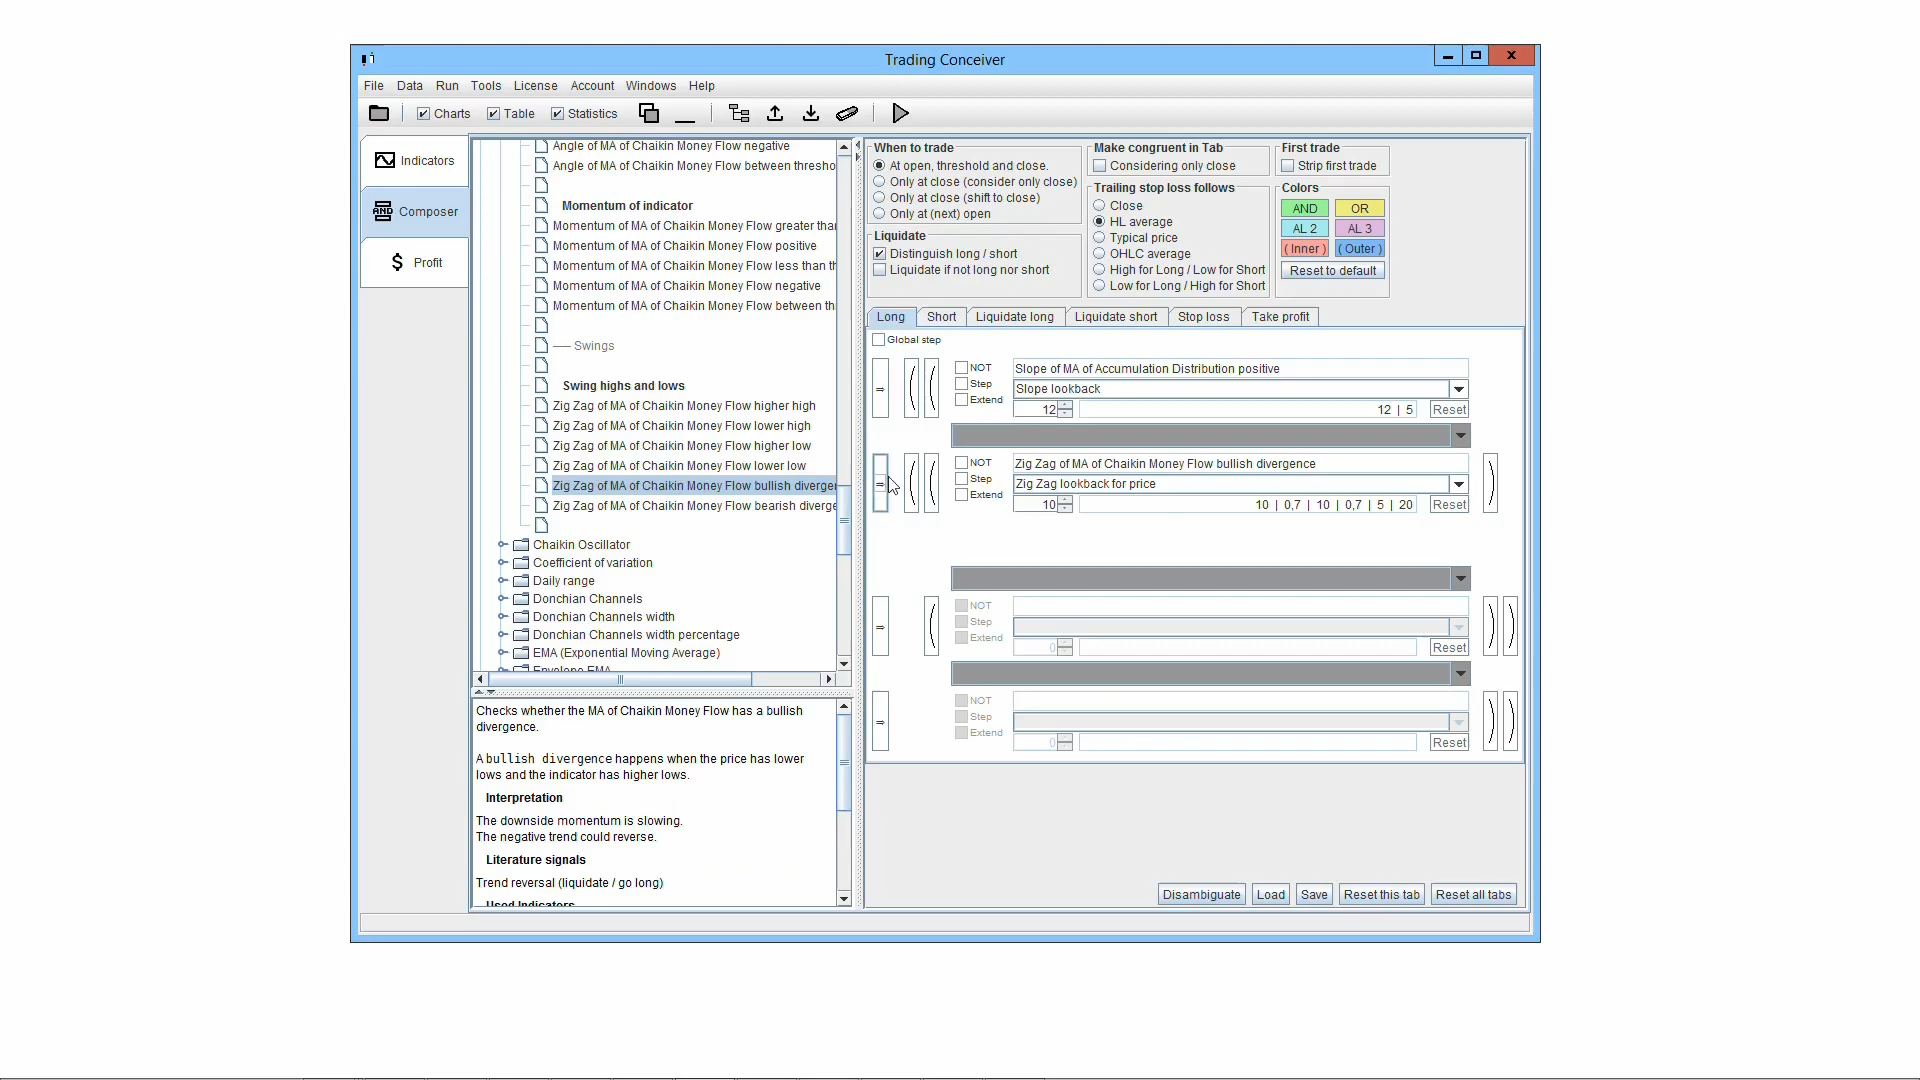 Trading Conceiver
File Data Run Tools License Account Windows Help
Charts Table Statistics
Indicators
Composer
Profit
Angle of MA of Chaikin Money Flow negative
Angle of MA of Chaikin Money Flow between thresho
Momentum of indicator
Momentum of MA of Chaikin Money Flow greater than
Momentum of MA of Chaikin Money Flow positive
Momentum of MA of Chaikin Money Flow less than th
Momentum of MA of Chaikin Money Flow negative
Momentum of MA of Chaikin Money Flow between th
Swings
Swing highs and lows
Zig Zag of MA of Chaikin Money Flow higher high
Zig Zag of MA of Chaikin Money Flow lower high
Zig Zag of MA of Chaikin Money Flow higher low
Zig Zag of MA of Chaikin Money Flow lower low
Zig Zag of MA of Chaikin Money Flow bullish diverge
Zig Zag of MA of Chaikin Money Flow bearish diverge
Chaikin Oscillator
Coefficient of variation
Daily range
Donchian Channels
Donchian Channels width
Donchian Channels width percentage
EMA (Exponential Moving Average)
Envelope EMA
Checks whether the MA of Chaikin Money Flow has a bullish
divergence.
A bullish divergence happens when the price has lower
lows and the indicator has higher lows.
Interpretation
The downside momentum is slowing.
The negative trend could reverse.
Literature signals
Trend reversal (liquidate / go long)
Used Indicators
When to trade
At open, threshold and close.
Only at close (consider only close)
Only at close (shift to close)
Only at (next) open
Liquidate
Distinguish long / short
Liquidate if not long nor short
Make congruent in Tab
Considering only close
Trailing stop loss follows
Close
HL average
Typical price
OHLC average
High for Long / Low for Short
Low for Long / High for Short
First trade
Strip first trade
Colors
AND OR
AL 2 AL 3
( Inner ) ( Outer )
Reset to default
Long Short Liquidate long Liquidate short Stop loss Take profit
Global step
NOT Slope of MA of Accumulation Distribution positive
Step Slope lookback
Extend 12 12 | 5 Reset
NOT Zig Zag of MA of Chaikin Money Flow bullish divergence
Step Zig Zag lookback for price
Extend 10 10 | 0,7 | 10 | 0,7 | 5 | 20 Reset
NOT
Step
Extend 0 Reset
NOT
Step
Extend 0 Reset
Disambiguate Load Save Reset this tab Reset all tabs